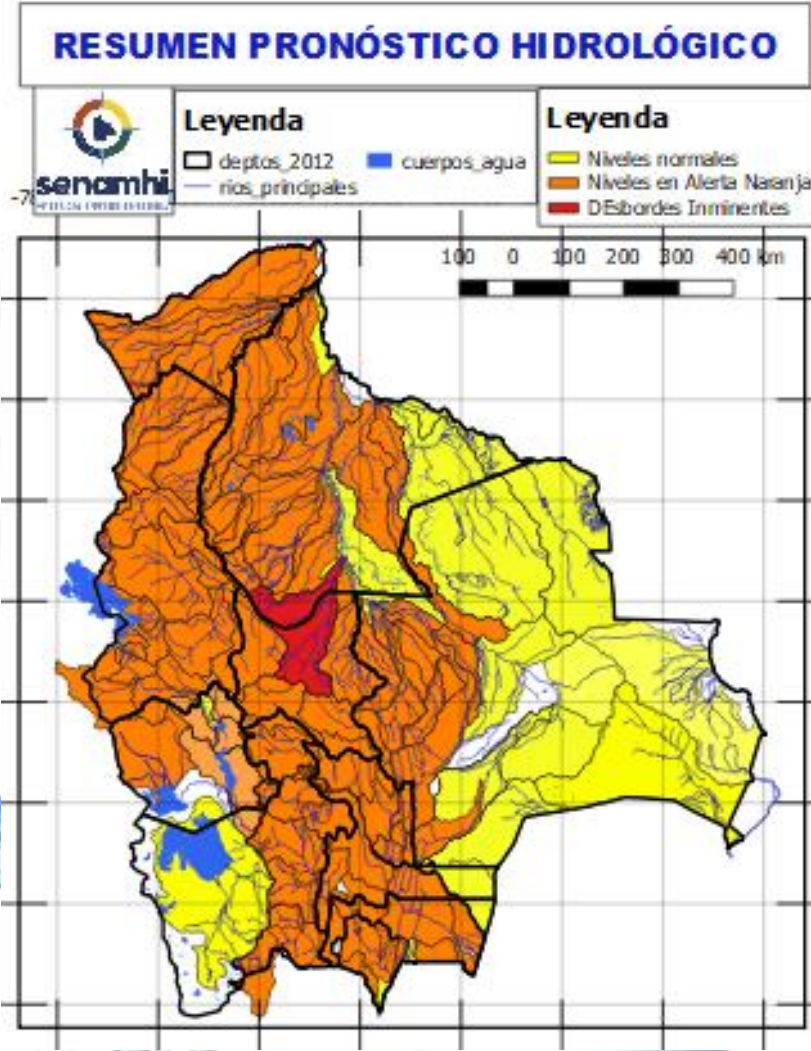 RESUMEN PRONÓSTICO HIDROLÓGICO
senamhi
Leyenda
deptos_2012
cuerpos_agua
rios_principales
Leyenda
Niveles normales
Niveles en Alerta Naranja
DEsbordes Inminentes
100 0 100 200 300 400 km